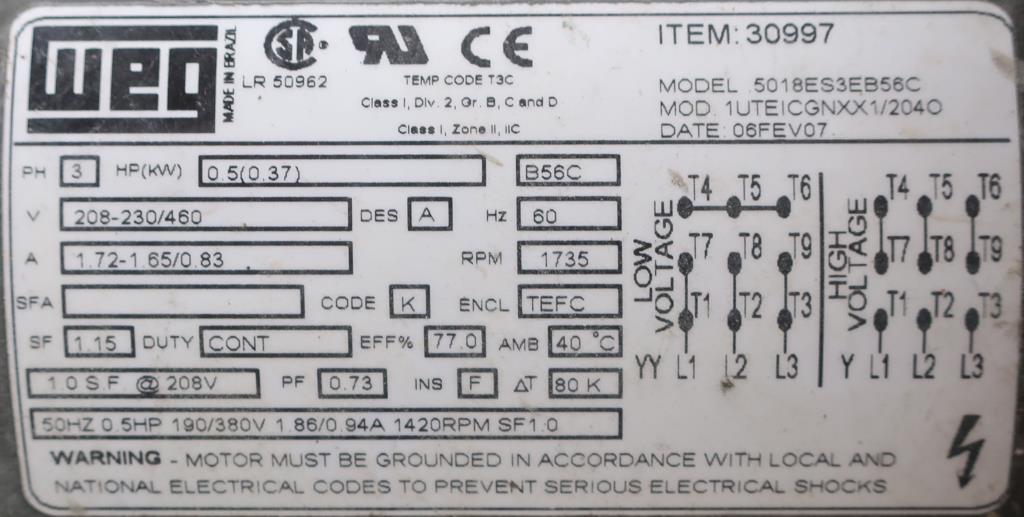 WEG
MADE IN BRAZIL
CSA ®
LR 50962
UR
CE
TEMP CODE T3C
Class I, Div. 2, Gr. B, C and D
Class I, Zone II, IIC
ITEM: 30997
MODEL .5018ES3EB56C
MOD. 1UTEICGNXX1/204O
DATE: 06FEV07.
PH 3 HP(KW) 0.5(0.37) B56C
V 208-230/460 DES A Hz 60
A 1.72-1.65/0.83 RPM 1735
SFA CODE K ENCL TEFC
SF 1.15 DUTY CONT EFF% 77.0 AMB 40 °C
1.0 S.F. @ 208V PF 0.73 INS F ΔT 80 K
50HZ 0.5HP 190/380V 1.86/0.94A 1420RPM SF1.0
LOW VOLTAGE
T4 T5 T6
T7 T8 T9
T1 T2 T3
YY L1 L2 L3
HIGH VOLTAGE
T4 T5 T6
T7 T8 T9
T1 T2 T3
Y L1 L2 L3
WARNING - MOTOR MUST BE GROUNDED IN ACCORDANCE WITH LOCAL AND
NATIONAL ELECTRICAL CODES TO PREVENT SERIOUS ELECTRICAL SHOCKS